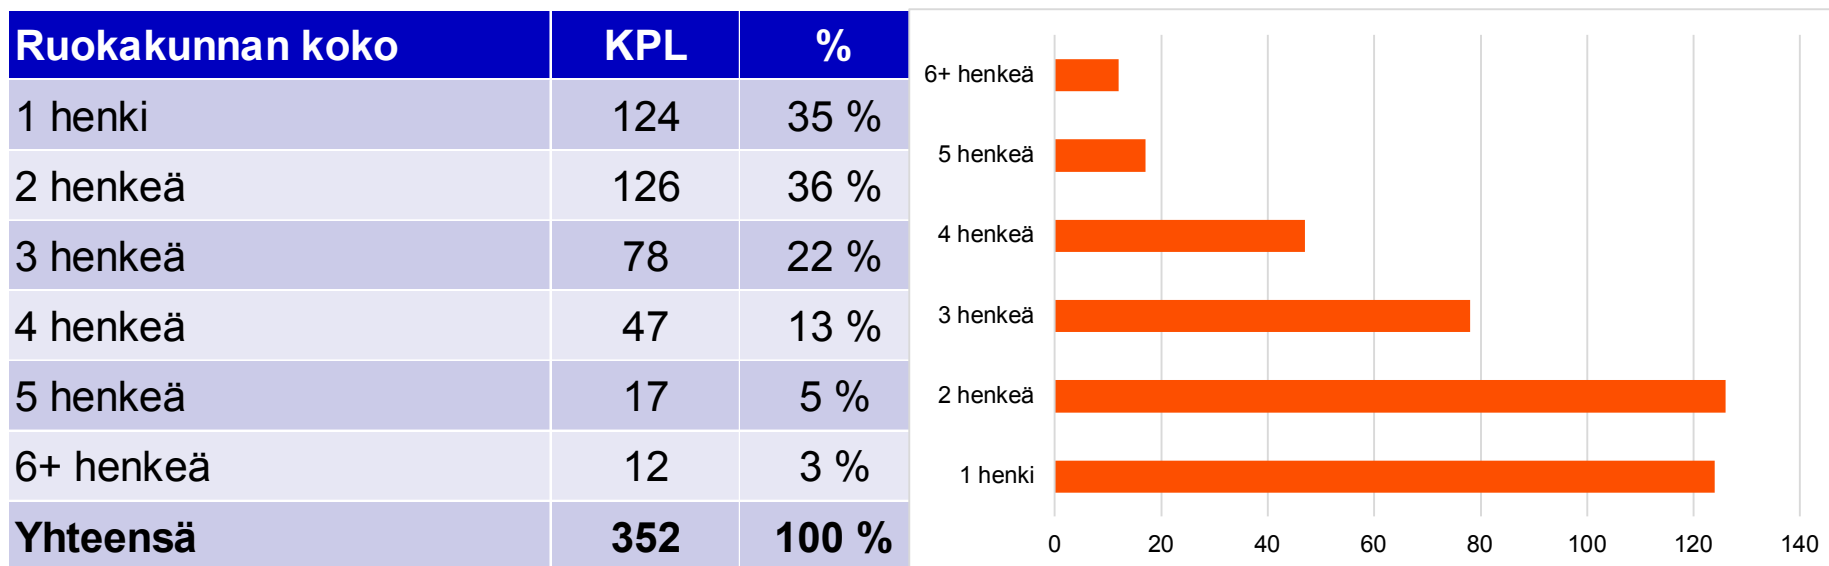 Ruokakunnan koko KPL %
1 henki 124 35 %
2 henkeä 126 36 %
3 henkeä 78 22 %
4 henkeä 47 13 %
5 henkeä 17 5 %
6+ henkeä 12 3 %
Yhteensä 352 100 %
6+ henkeä
5 henkeä
4 henkeä
3 henkeä
2 henkeä
1 henki
0 20 40 60 80 100 120 140